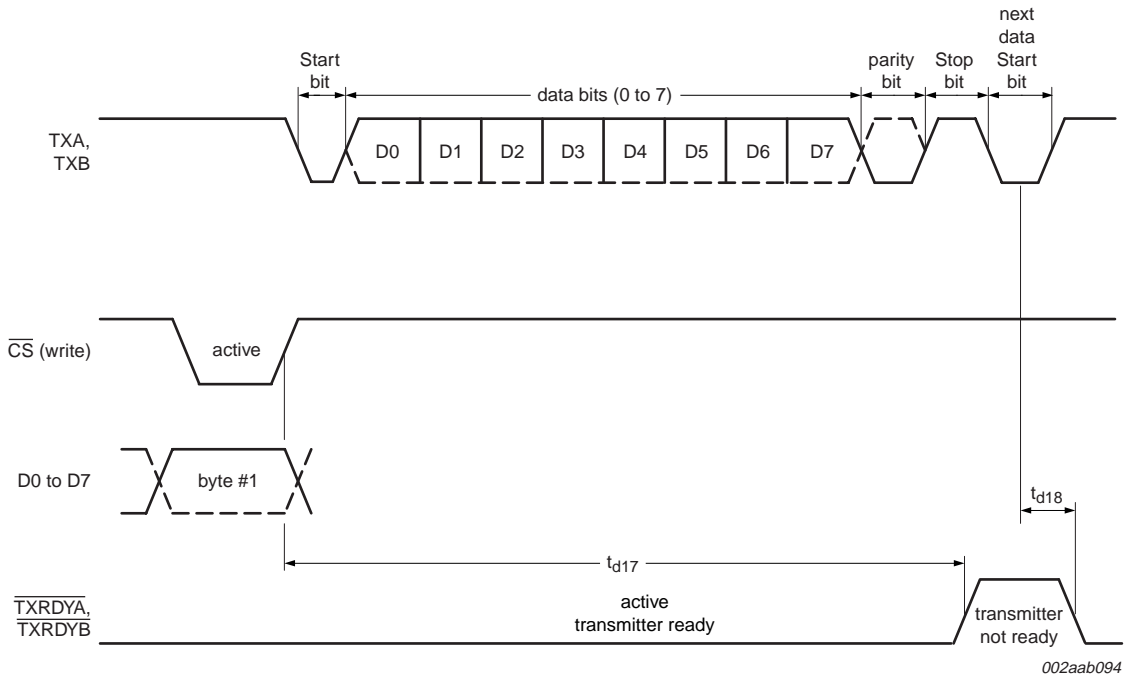 next
data
Start
bit
Start
bit
parity
bit
Stop
bit
data bits (0 to 7)
TXA,
TXB
D0 D1 D2 D3 D4 D5 D6 D7
CS (write)
active
D0 to D7
byte #1
td18
td17
TXRDYA,
TXRDYB
active
transmitter ready
transmitter
not ready
002aab094